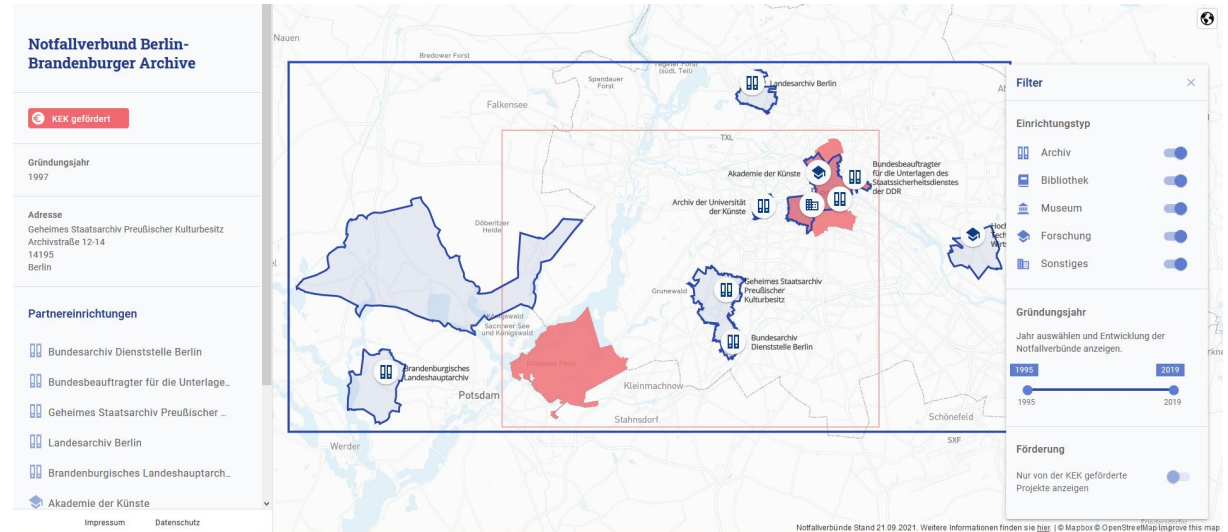 Notfallverbund Berlin-
Brandenburger Archive
KEK gefördert
Gründungsjahr
1997
Adresse
Geheimes Staatsarchiv Preußischer Kulturbesitz
Archivstraße 12-14
14195
Berlin
Partnereinrichtungen
Bundesarchiv Dienststelle Berlin
Bundesbeauftragter für die Unterlage..
Geheimes Staatsarchiv Preußischer ..
Landesarchiv Berlin
Brandenburgisches Landeshauptarch..
Akademie der Künste
Impressum Datenschutz
Nauen
Bredower Forst
(südl. Teil)
Spandauer
Forst
Falkensee
Landesarchiv Berlin
TXL
Akademie der Künste
Bundesbeauftragter
für die Unterlagen des
Staatssicherheitsdienstes
der DDR
Archiv der Universität
der Künste
Döberitzer
Heide
Grunewald
Geheimes Staatsarchiv
Preußischer
Kulturbesitz
Königswald
Sacrower See
und Königswald
Bundesarchiv
Dienststelle Berlin
Düppeler Forst
Brandenburgisches
Landeshauptarchiv
Potsdam
Kleinmachnow
Stahnsdorf
Schönefeld
SXF
Werder
Filter
Einrichtungstyp
Archiv
Bibliothek
Museum
Forschung
Sonstiges
Gründungsjahr
Jahr auswählen und Entwicklung der
Notfallverbünde anzeigen.
1995 2019
1995 2019
Förderung
Nur von der KEK geförderte
Projekte anzeigen
Notfallverbünde Stand 21.09.2021. Weitere Informationen finden sie hier. | © Mapbox © OpenStreetMap Improve this map